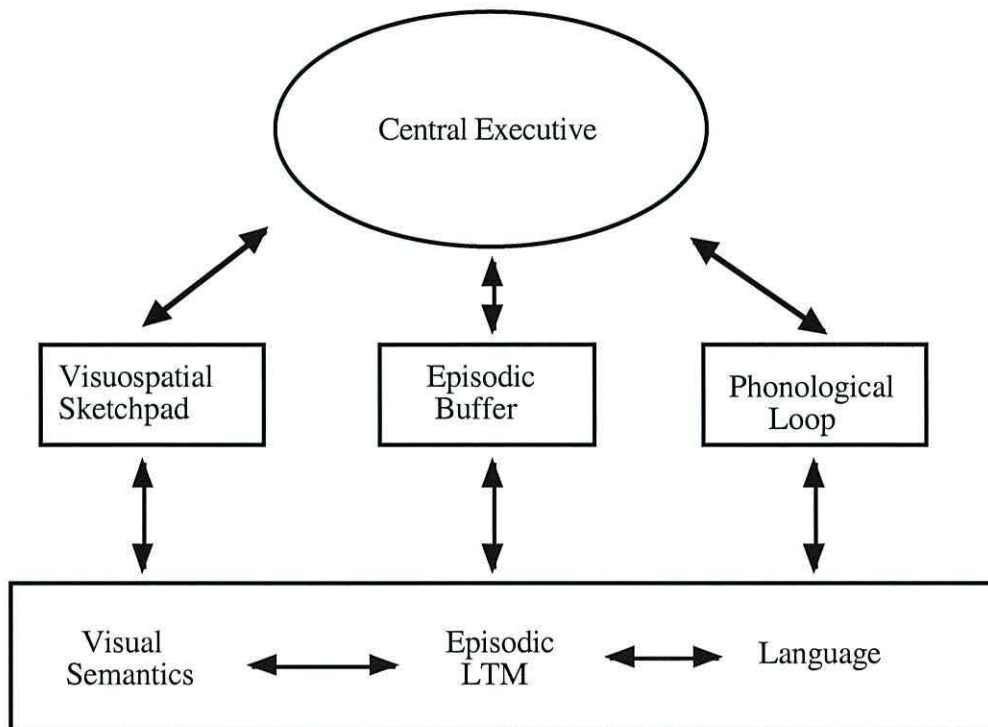 Central Executive
Visuospatial
Sketchpad
Episodic
Buffer
Phonological
Loop
Visual
Semantics
Episodic
LTM
Language